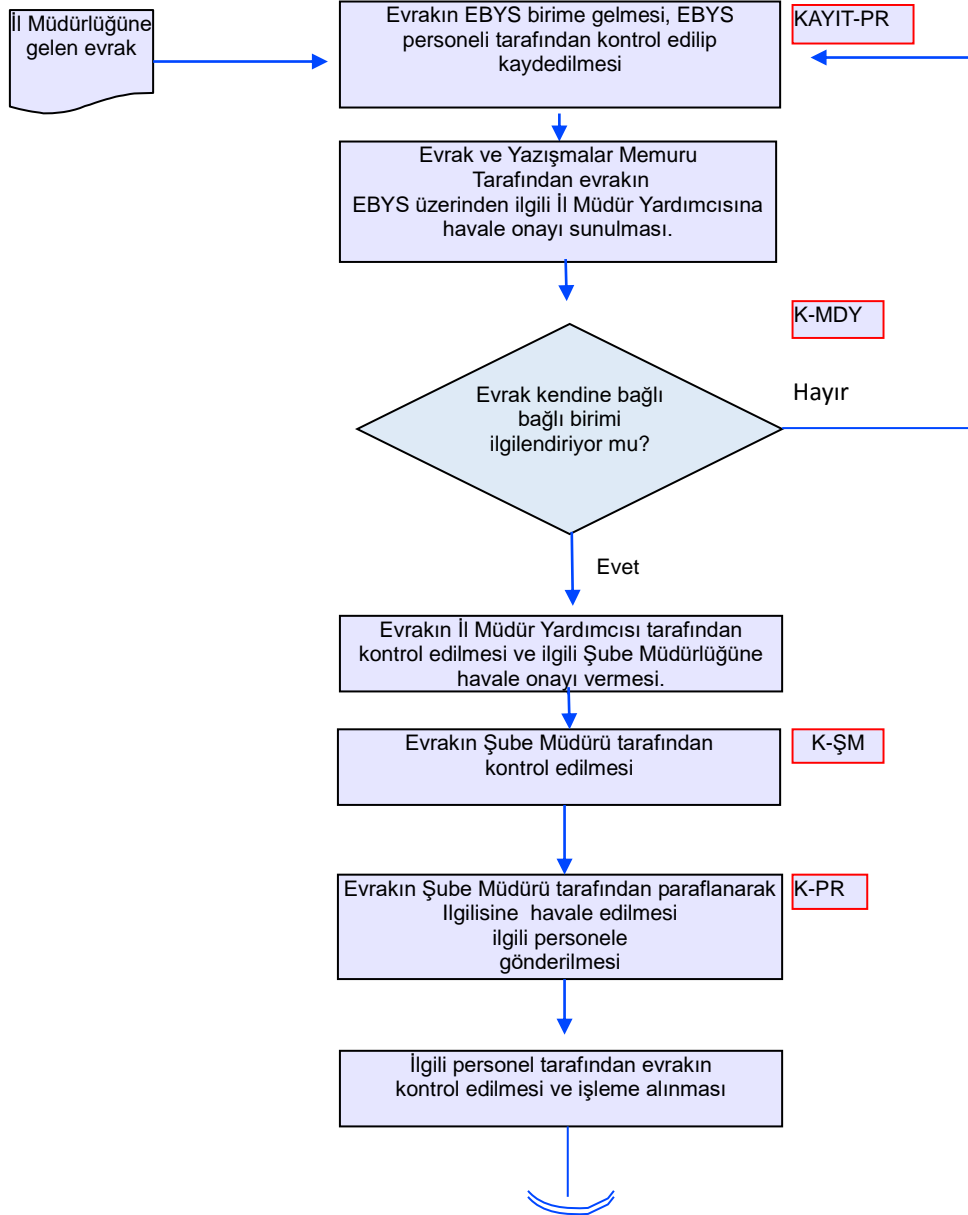 İl Müdürlüğüne
gelen evrak
Evrakın EBYS birime gelmesi, EBYS
personeli tarafından kontrol edilip
kaydedilmesi
KAYIT-PR
Evrak ve Yazışmalar Memuru
Tarafından evrakın
EBYS üzerinden ilgili İl Müdür Yardımcısına
havale onayı sunulması.
K-MDY
Evrak kendine bağlı
bağlı birimi
ilgilendiriyor mu?
Hayır
Evet
Evrakın İl Müdür Yardımcısı tarafından
kontrol edilmesi ve ilgili Şube Müdürlüğüne
havale onayı vermesi.
Evrakın Şube Müdürü tarafından
kontrol edilmesi
K-ŞM
Evrakın Şube Müdürü tarafından paraflanarak
Ilgilisine  havale edilmesi
ilgili personele
gönderilmesi
K-PR
İlgili personel tarafından evrakın
kontrol edilmesi ve işleme alınması